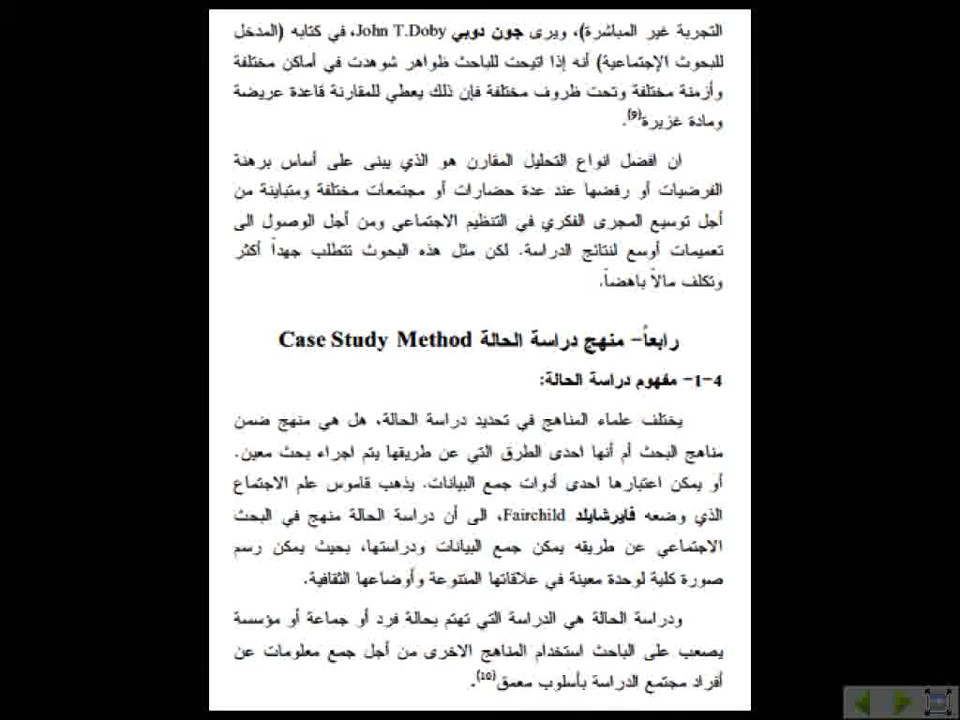 التجربة غير المباشرة)، ويرى جون دوبي John T.Doby، في كتابه (المدخل
للبحوث الإجتماعية) أنه إذا اتيحت للباحث ظواهر شوهدت في أماكن مختلفة
وأزمنة مختلفة وتحت ظروف مختلفة فإن ذلك يعطي للمقارنة قاعدة عريضة
ومادة غزيرة(9).
ان افضل انواع التحليل المقارن هو الذي يبنى على أساس برهنة
الفرضيات أو رفضها عند عدة حضارات أو مجتمعات مختلفة ومتباينة من
أجل توسيع المجرى الفكري في التنظيم الاجتماعي ومن أجل الوصول الى
تعميمات أوسع لنتائج الدراسة. لكن مثل هذه البحوث تتطلب جهداً أكثر
وتكلف مالاً باهضاً.
رابعاً- منهج دراسة الحالة Case Study Method
4-1- مفهوم دراسة الحالة:
يختلف علماء المناهج في تحديد دراسة الحالة، هل هي منهج ضمن
مناهج البحث أم أنها احدى الطرق التي عن طريقها يتم اجراء بحث معين.
أو يمكن اعتبارها احدى أدوات جمع البيانات. يذهب قاموس علم الاجتماع
الذي وضعه فايرشايلد Fairchild، الى أن دراسة الحالة منهج في البحث
الاجتماعي عن طريقه يمكن جمع البيانات ودراستها، بحيث يمكن رسم
صورة كلية لوحدة معينة في علاقاتها المتنوعة وأوضاعها الثقافية.
ودراسة الحالة هي الدراسة التي تهتم بحالة فرد أو جماعة أو مؤسسة
يصعب على الباحث استخدام المناهج الاخرى من أجل جمع معلومات عن
أفراد مجتمع الدراسة بأسلوب معمق(10).